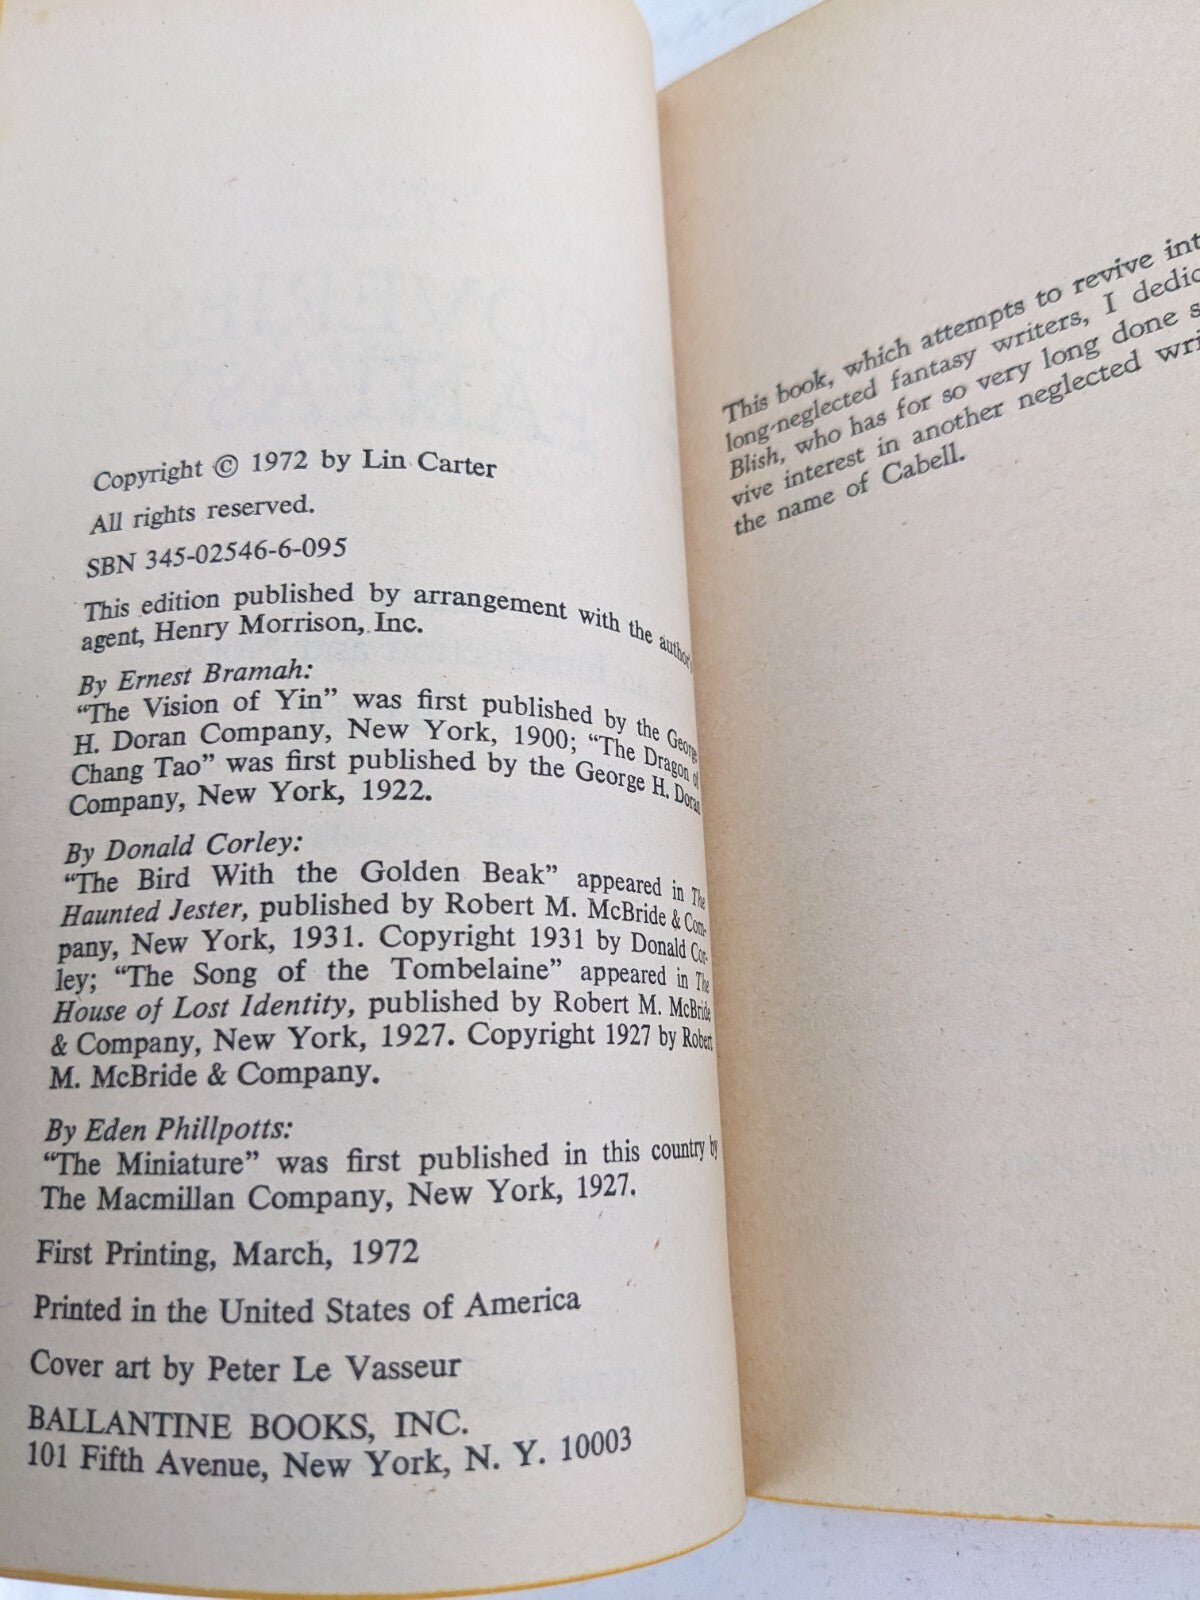 Copyright © 1972 by Lin Carter
All rights reserved.
SBN 345-02546-6-095
This edition published by arrangement with the author's
agent, Henry Morrison, Inc.
By Ernest Bramah:
"The Vision of Yin" was first published by the George
H. Doran Company, New York, 1900; "The Dragon of
Chang Tao" was first published by the George H. Doran
Company, New York, 1922.
By Donald Corley:
"The Bird With the Golden Beak" appeared in The
Haunted Jester, published by Robert M. McBride & Com-
pany, New York, 1931. Copyright 1931 by Donald Cor-
ley; "The Song of the Tombelaine" appeared in The
House of Lost Identity, published by Robert M. McBride
& Company, New York, 1927. Copyright 1927 by Robert
M. McBride & Company.
By Eden Phillpotts:
"The Miniature" was first published in this country by
The Macmillan Company, New York, 1927.
First Printing, March, 1972
Printed in the United States of America
Cover art by Peter Le Vasseur
BALLANTINE BOOKS, INC.
101 Fifth Avenue, New York, N. Y. 10003
This book, which attempts to revive
long-neglected fantasy writers, I
Blish, who has for so very long done
vive interest in another neglected
the name of Cabell.